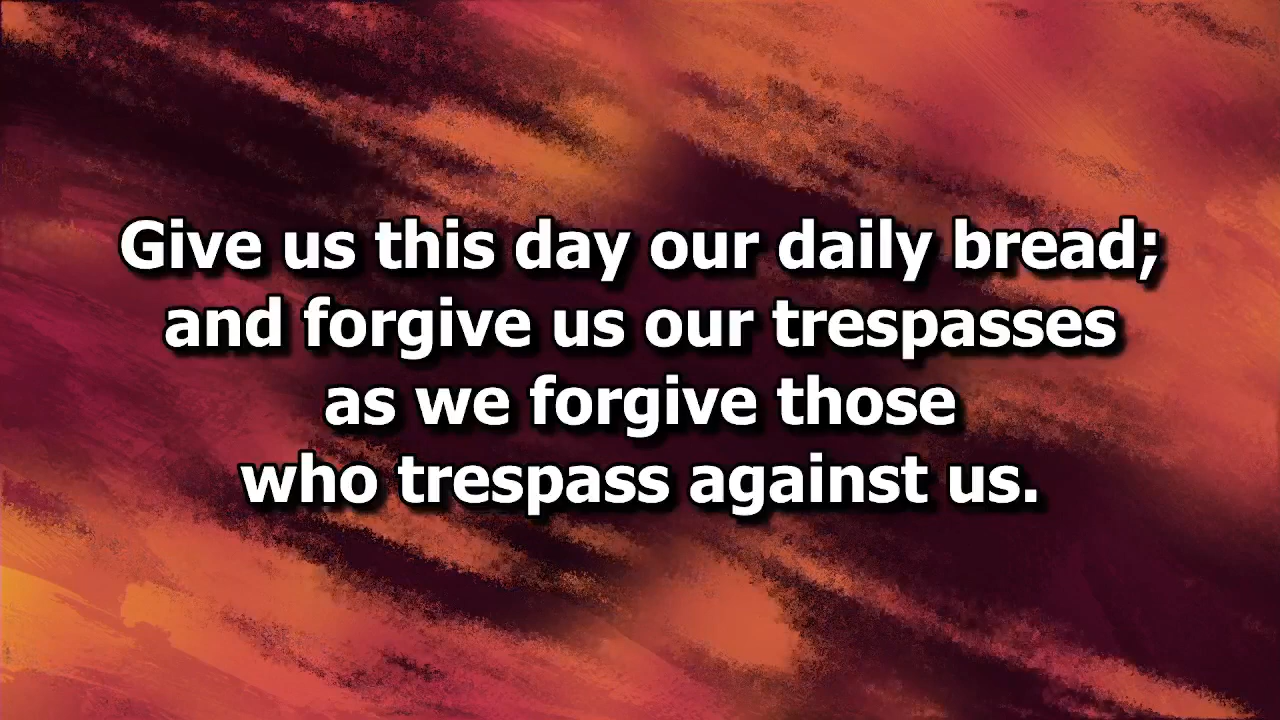 Give us this day our daily bread;
and forgive us our trespasses
as we forgive those
who trespass against us.